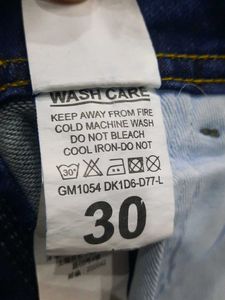 WASH CARE
KEEP AWAY FROM FIRE
COLD MACHINE WASH
DO NOT BLEACH
COOL IRON-DO NOT
30°
GM1054 DK1D6-D77-L
30